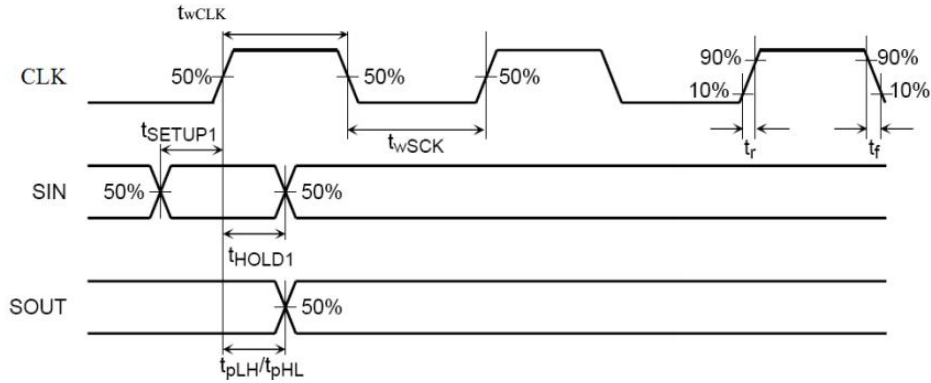 twCLK
CLK
50%
50%
50%
90%
90%
10%
10%
tSETUP1
twSCK
tr
tf
SIN
50%
50%
tHOLD1
SOUT
50%
tpLH/tpHL